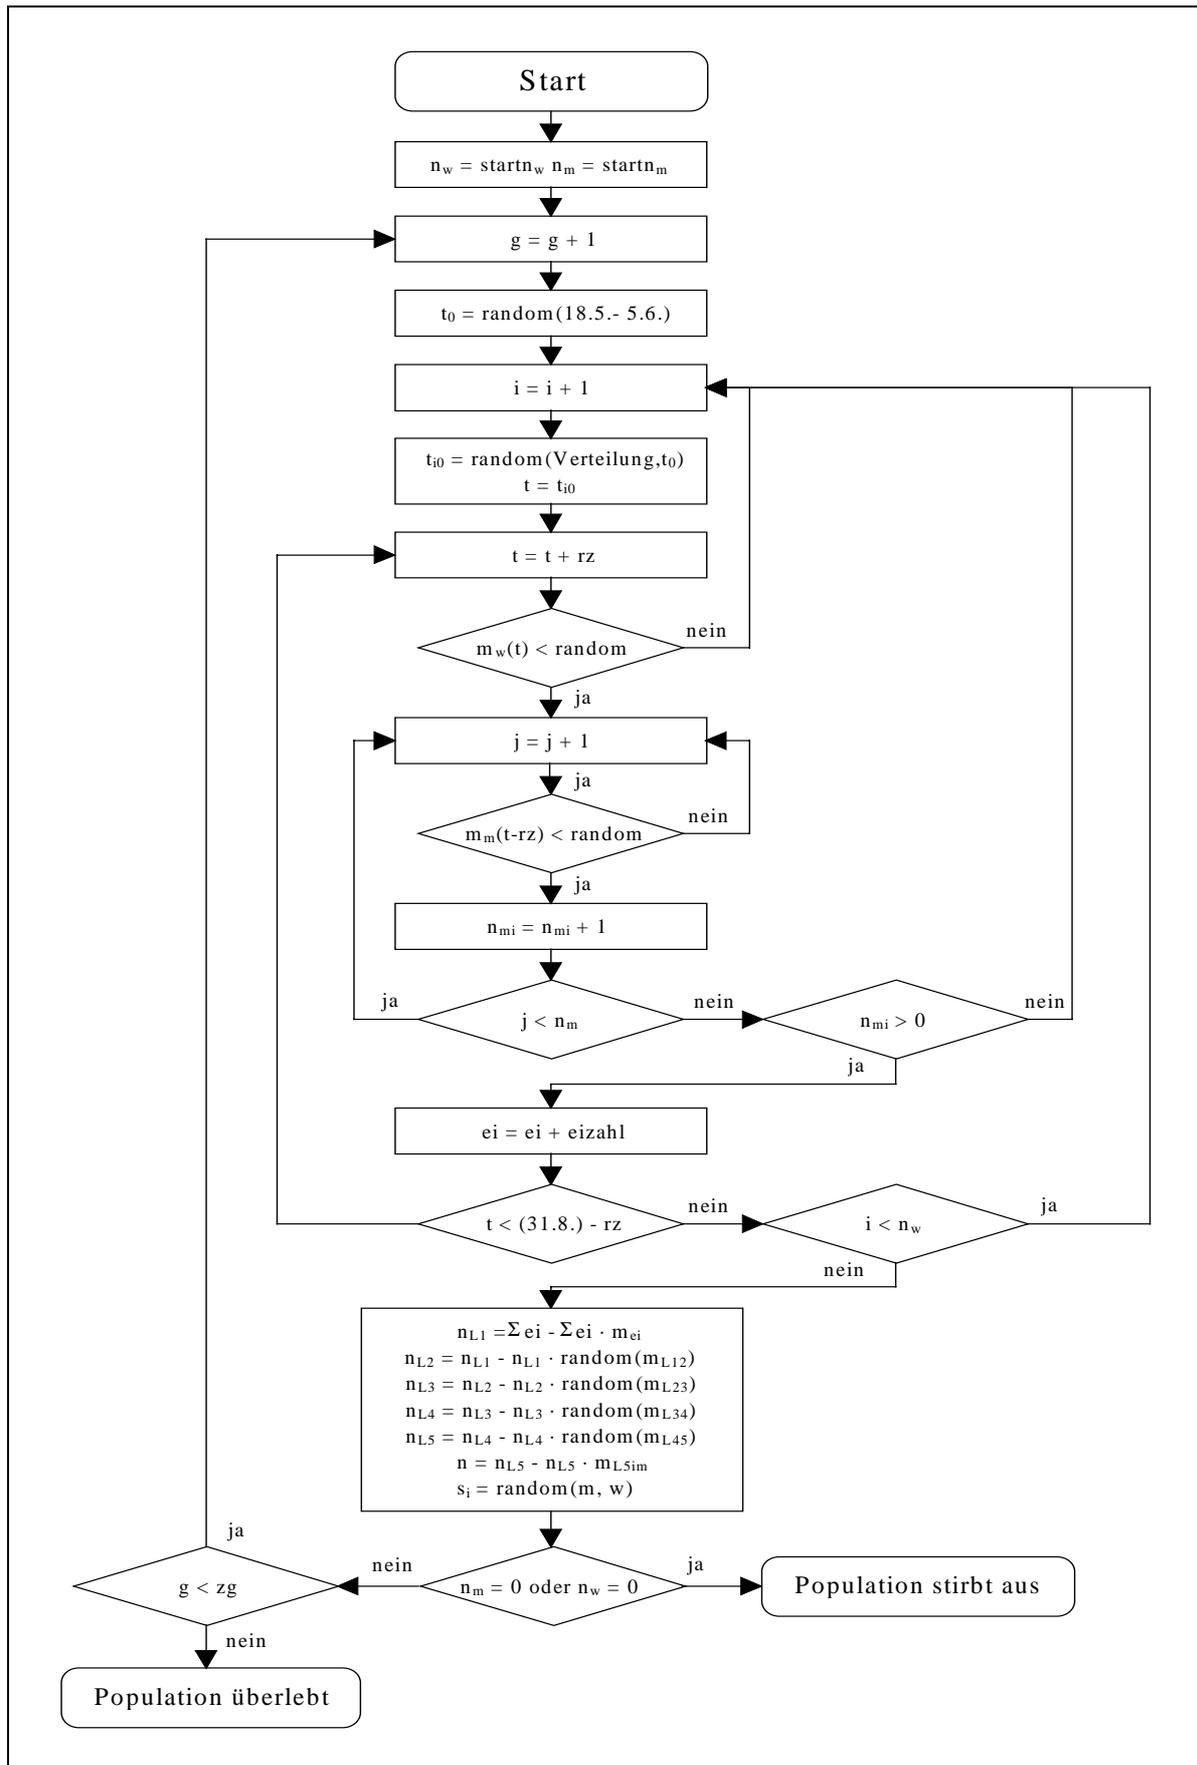 Start
n_w = startn_w n_m = startn_m
g = g + 1
t_0 = random(18.5.- 5.6.)
i = i + 1
t_i0 = random(Verteilung,t_0)
t = t_i0
t = t + rz
m_w(t) < random
nein
ja
j = j + 1
ja
m_m(t-rz) < random
nein
ja
n_mi = n_mi + 1
ja
j < n_m
nein
n_mi > 0
nein
ja
ei = ei + eizahl
t < (31.8.) - rz
nein
i < n_w
ja
nein
n_L1 =Σei - Σei · m_ei
n_L2 = n_L1 - n_L1 · random(m_L12)
n_L3 = n_L2 - n_L2 · random(m_L23)
n_L4 = n_L3 - n_L3 · random(m_L34)
n_L5 = n_L4 - n_L4 · random(m_L45)
n = n_L5 - n_L5 · m_L5im
s_i = random(m, w)
ja
g < zg
nein
n_m = 0 oder n_w = 0
ja
Population stirbt aus
nein
Population überlebt